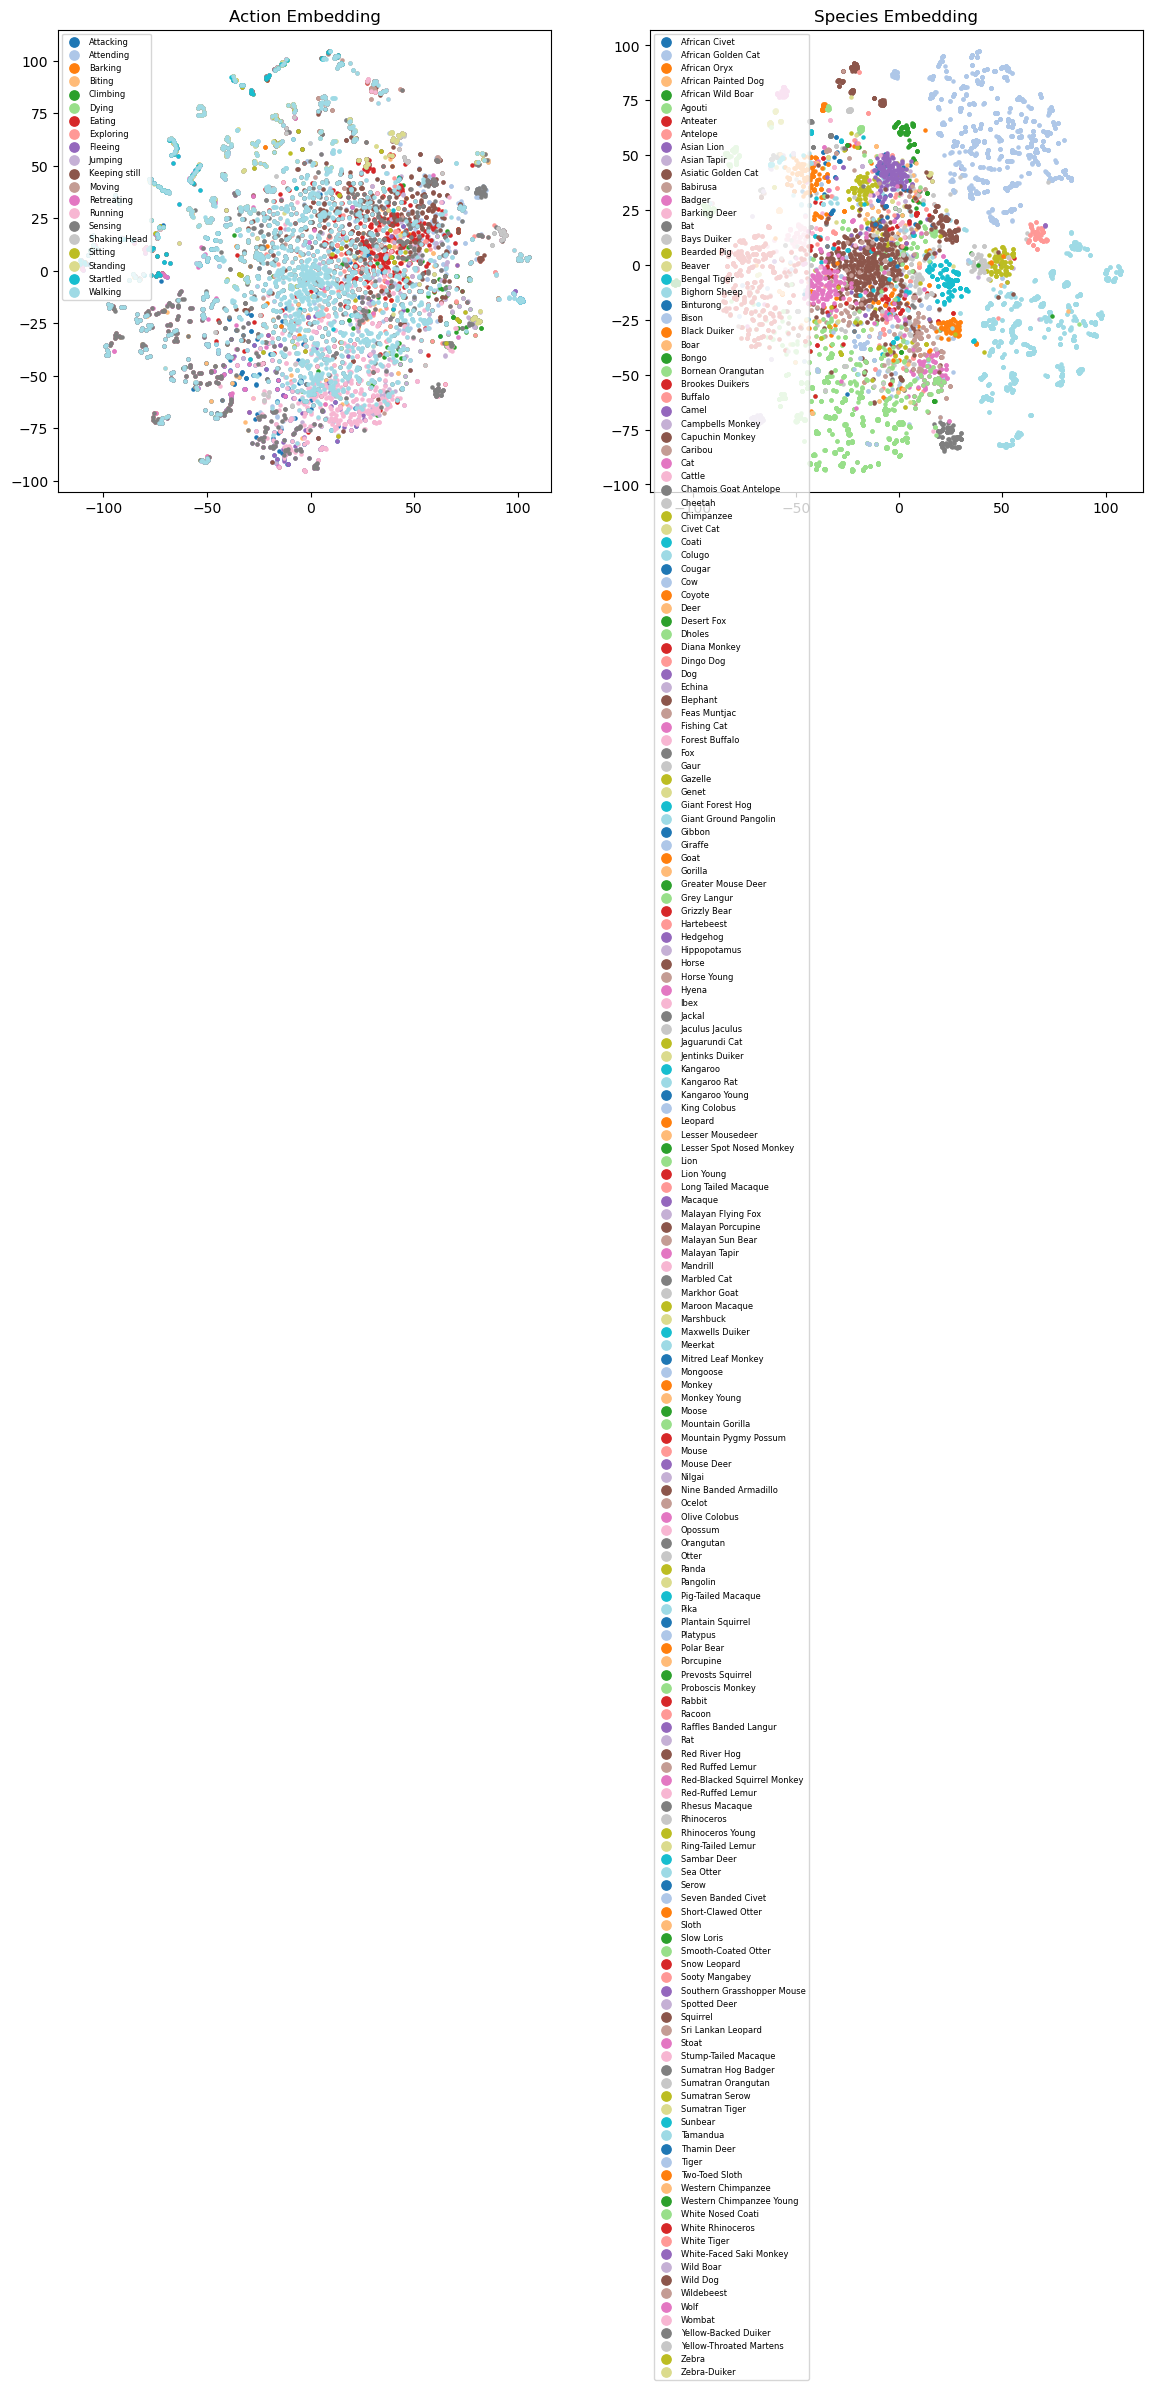 Action Embedding
Attacking
Attending
Barking
Biting
Climbing
Dying
Eating
Exploring
Fleeing
Jumping
Keeping still
Moving
Retreating
Running
Sensing
Shaking Head
Sitting
Standing
Startled
Walking
100
75
50
25
0
−25
−50
−75
−100
−100
−50
0
50
100
Species Embedding
African Civet
African Golden Cat
African Oryx
African Painted Dog
African Wild Boar
Agouti
Anteater
Antelope
Asian Lion
Asian Tapir
Asiatic Golden Cat
Babirusa
Badger
Barking Deer
Bat
Bays Duiker
Bearded Pig
Beaver
Bengal Tiger
Bighorn Sheep
Binturong
Bison
Black Duiker
Boar
Bongo
Bornean Orangutan
Brookes Duikers
Buffalo
Camel
Campbells Monkey
Capuchin Monkey
Caribou
Cat
Cattle
Chamois Goat Antelope
Cheetah
Chimpanzee
Civet Cat
Coati
Colugo
Cougar
Cow
Coyote
Deer
Desert Fox
Dholes
Diana Monkey
Dingo Dog
Dog
Echina
Elephant
Feas Muntjac
Fishing Cat
Forest Buffalo
Fox
Gaur
Gazelle
Genet
Giant Forest Hog
Giant Ground Pangolin
Gibbon
Giraffe
Goat
Gorilla
Greater Mouse Deer
Grey Langur
Grizzly Bear
Hartebeest
Hedgehog
Hippopotamus
Horse
Horse Young
Hyena
Ibex
Jackal
Jaculus Jaculus
Jaguarundi Cat
Jentinks Duiker
Kangaroo
Kangaroo Rat
Kangaroo Young
King Colobus
Leopard
Lesser Mousedeer
Lesser Spot Nosed Monkey
Lion
Lion Young
Long Tailed Macaque
Macaque
Malayan Flying Fox
Malayan Porcupine
Malayan Sun Bear
Malayan Tapir
Mandrill
Marbled Cat
Markhor Goat
Maroon Macaque
Marshbuck
Maxwells Duiker
Meerkat
Mitred Leaf Monkey
Mongoose
Monkey
Monkey Young
Moose
Mountain Gorilla
Mountain Pygmy Possum
Mouse
Mouse Deer
Nilgai
Nine Banded Armadillo
Ocelot
Olive Colobus
Opossum
Orangutan
Otter
Panda
Pangolin
Pig-Tailed Macaque
Pika
Plantain Squirrel
Platypus
Polar Bear
Porcupine
Prevosts Squirrel
Proboscis Monkey
Rabbit
Racoon
Raffles Banded Langur
Rat
Red River Hog
Red Ruffed Lemur
Red-Blacked Squirrel Monkey
Red-Ruffed Lemur
Rhesus Macaque
Rhinoceros
Rhinoceros Young
Ring-Tailed Lemur
Sambar Deer
Sea Otter
Serow
Seven Banded Civet
Short-Clawed Otter
Sloth
Slow Loris
Smooth-Coated Otter
Snow Leopard
Sooty Mangabey
Southern Grasshopper Mouse
Spotted Deer
Squirrel
Sri Lankan Leopard
Stoat
Stump-Tailed Macaque
Sumatran Hog Badger
Sumatran Orangutan
Sumatran Serow
Sumatran Tiger
Sunbear
Tamandua
Thamin Deer
Tiger
Two-Toed Sloth
Western Chimpanzee
Western Chimpanzee Young
White Nosed Coati
White Rhinoceros
White Tiger
White-Faced Saki Monkey
Wild Boar
Wild Dog
Wildebeest
Wolf
Wombat
Yellow-Backed Duiker
Yellow-Throated Martens
Zebra
Zebra-Duiker
100
75
50
25
0
−25
−50
−75
−100
−100
−50
0
50
100